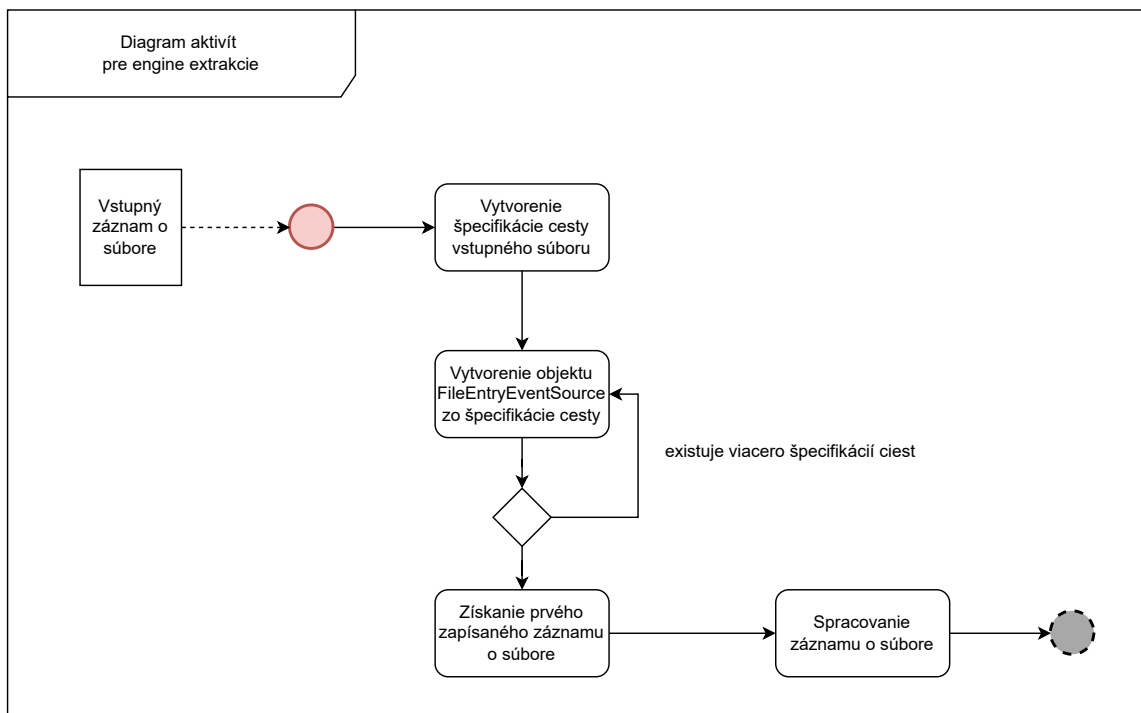 Diagram aktivít
pre engine extrakcie
Vstupný
záznam o
súbore
Vytvorenie
špecifikácie cesty
vstupného súboru
Vytvorenie objektu
FileEntryEventSource
zo špecifikácie cesty
existuje viacero špecifikácií ciest
Získanie prvého
zapísaného záznamu
o súbore
Spracovanie
záznamu o súbore